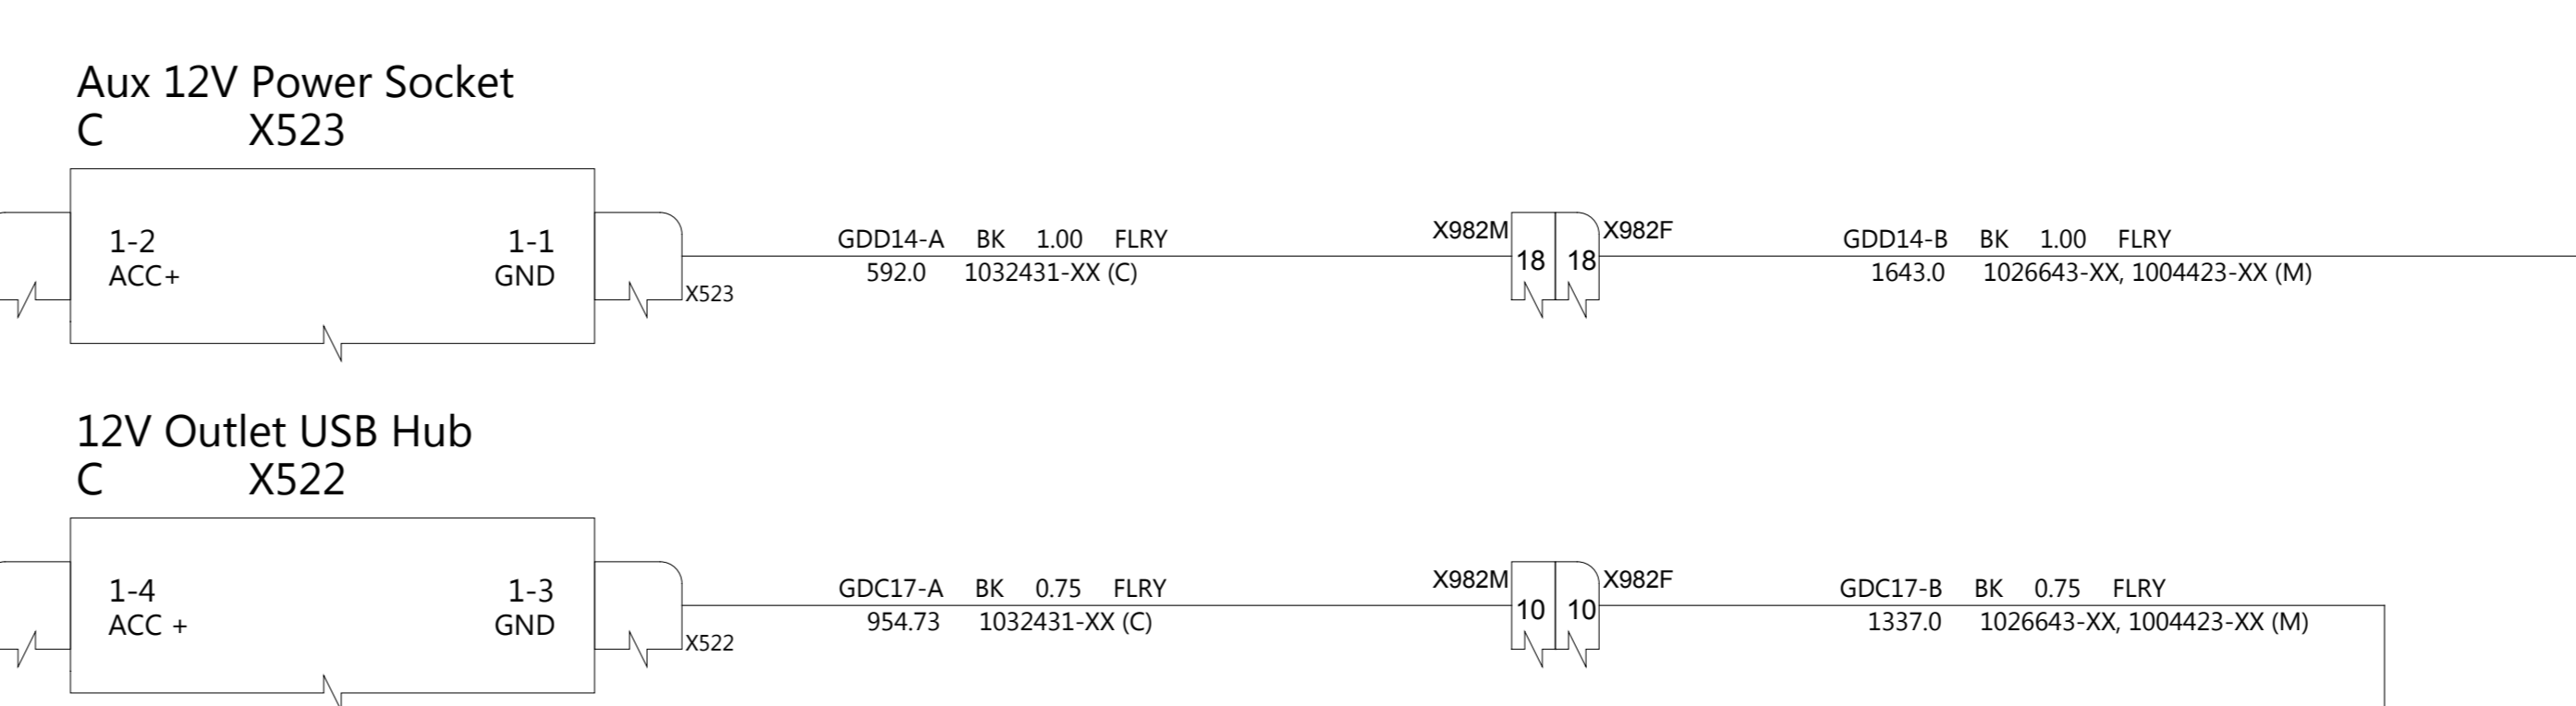 Aux 12V Power Socket
C X523
1-2 1-1
ACC+ GND
X523
GDD14-A BK 1.00 FLRY
592.0 1032431-XX (C)
X982M X982F
18 18
GDD14-B BK 1.00 FLRY
1643.0 1026643-XX, 1004423-XX (M)
12V Outlet USB Hub
C X522
1-4 1-3
ACC + GND
X522
GDC17-A BK 0.75 FLRY
954.73 1032431-XX (C)
X982M X982F
10 10
GDC17-B BK 0.75 FLRY
1337.0 1026643-XX, 1004423-XX (M)